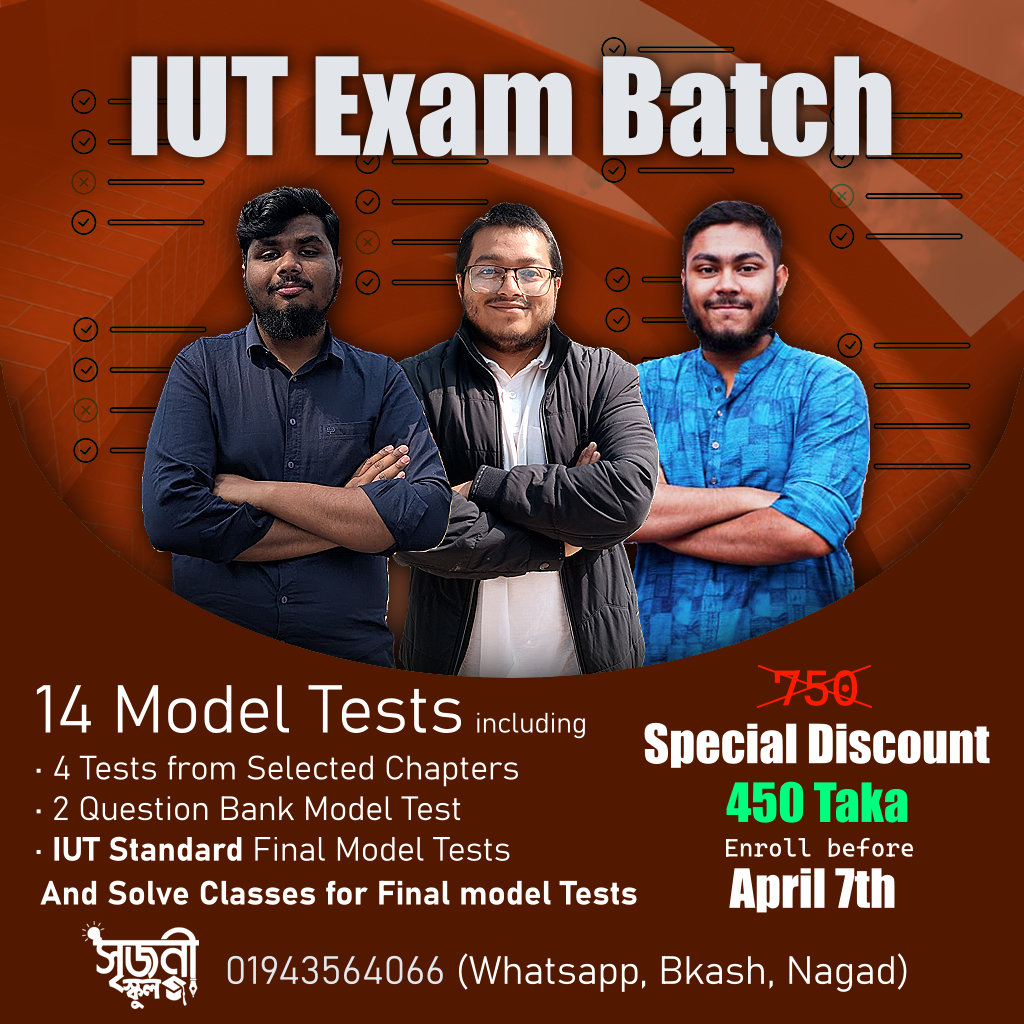 IUT Exam Batch
14 Model Tests including
· 4 Tests from Selected Chapters
· 2 Question Bank Model Test
· IUT Standard Final Model Tests
And Solve Classes for Final model Tests
750
Special Discount
450 Taka
Enroll before
April 7th
সৃজনী
স্কুল
01943564066 (Whatsapp, Bkash, Nagad)